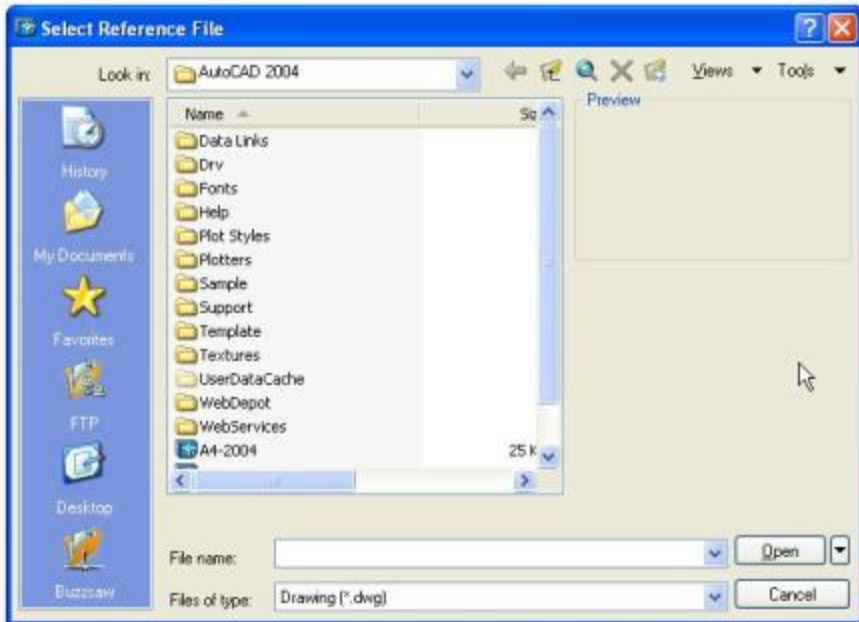 Select Reference File
Look in: AutoCAD 2004
Views Tools
History
My Documents
Favorites
FTP
Desktop
Buzzsaw
Name
Data Links
Drv
Fonts
Help
Plot Styles
Plotters
Sample
Support
Template
Textures
UserDataCache
WebDepot
WebServices
A4-2004 25 K
Preview
File name:
Open
Files of type: Drawing (*.dwg)
Cancel